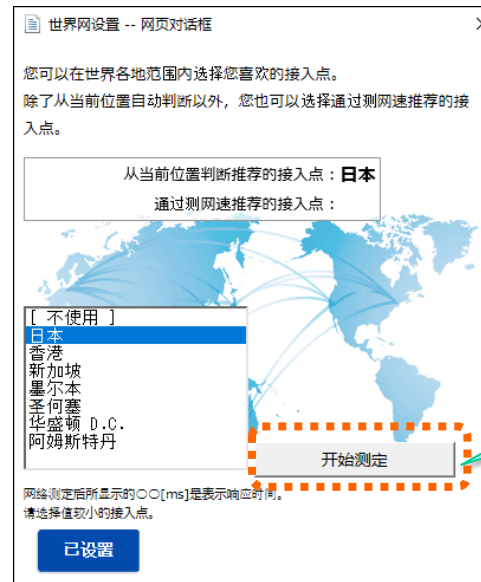 世界网设置 -- 网页对话框
您可以在世界各地范围内选择您喜欢的接入点。
除了从当前位置自动判断以外，您也可以选择通过测网速推荐的接
入点。
从当前位置判断推荐的接入点：日本
通过测网速推荐的接入点：
[ 不使用 ]
日本
香港
新加坡
墨尔本
圣何塞
华盛顿 D.C.
阿姆斯特丹
开始测定
网络测定后所显示的〇〇[ms]是表示响应时间。
请选择值较小的接入点。
已设置